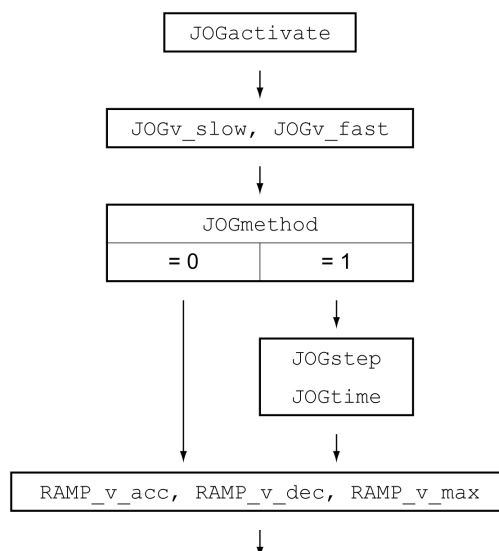 JOGactivate
JOGv_slow, JOGv_fast
JOGmethod
= 0 = 1
JOGstep
JOGtime
RAMP_v_acc, RAMP_v_dec, RAMP_v_max